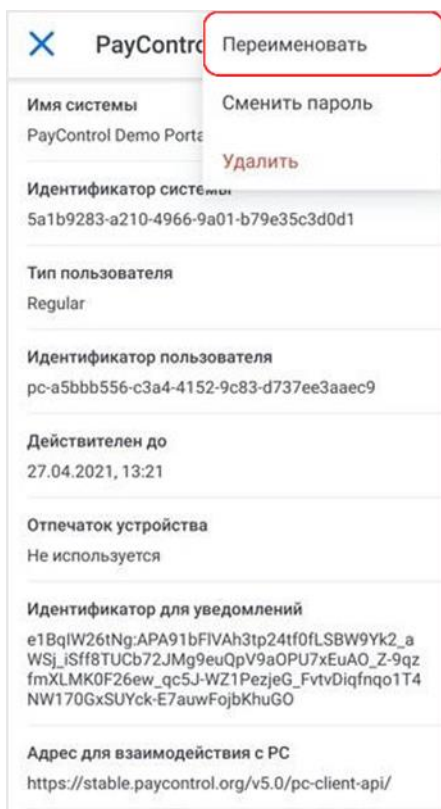 PayContro
Переименовать
Сменить пароль
Удалить
Имя системы
PayControl Demo Porta
Идентификатор системы
5a1b9283-a210-4966-9a01-b79e35c3d0d1
Тип пользователя
Regular
Идентификатор пользователя
pc-a5bbb556-c3a4-4152-9c83-d737ee3aaec9
Действителен до
27.04.2021, 13:21
Отпечаток устройства
Не используется
Идентификатор для уведомлений
e1BqIW26tNg:APA91bFlVAh3tp24tf0fLSBW9Yk2_a
WSj_iSff8TUCb72JMg9euQpV9aOPU7xEuAO_Z-9qz
fmXLMK0F26ew_qc5J-WZ1PezjeG_FvtvDiqfnqo1T4
NW170GxSUYck-E7auwFojbKhuGO
Адрес для взаимодействия с PC
https://stable.paycontrol.org/v5.0/pc-client-api/